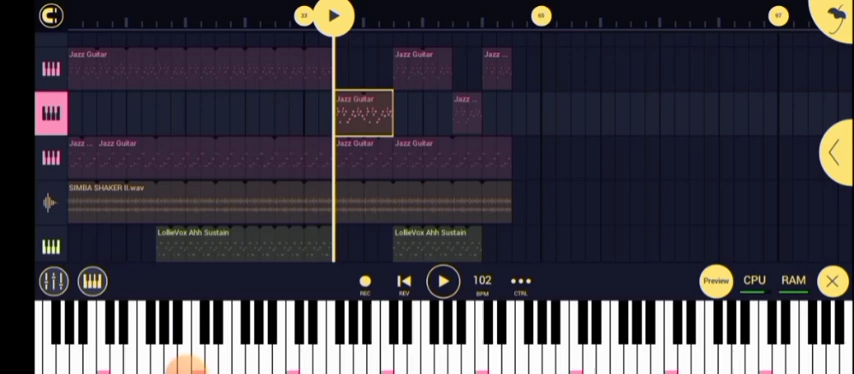 33
65
97
Jazz Guitar
Jazz Guitar
Jazz ...
Jazz Guitar
Jazz ...
Jazz ... Jazz Guitar
Jazz Guitar
Jazz Guitar
SIMBA SHAKER II.wav
LollieVox Ahh Sustain
LollieVox Ahh Sustain
REC
REV
102
BPM
CTRL
Preview
CPU
RAM